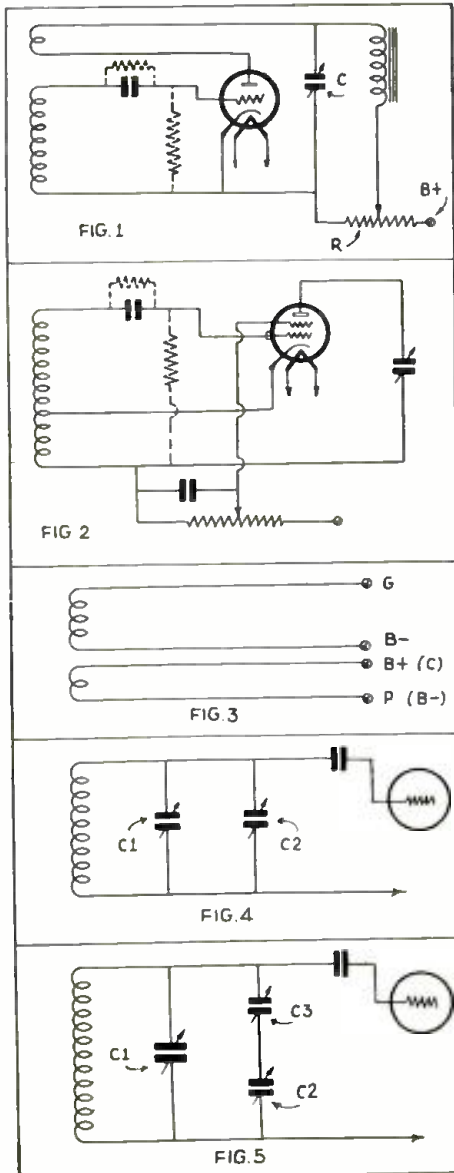 C
B+
R
FIG.1
FIG 2
G
B-
B+ (C)
P (B-)
FIG.3
C1
C2
FIG.4
C3
C1
C2
FIG.5